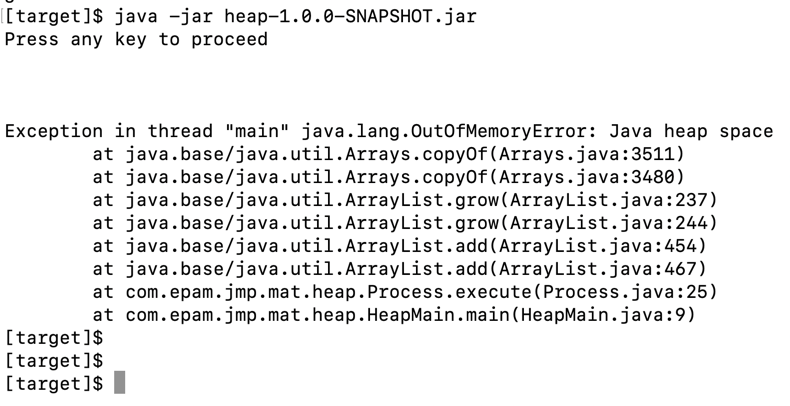 [target]$ java -jar heap-1.0.0-SNAPSHOT.jar
Press any key to proceed
Exception in thread "main" java.lang.OutOfMemoryError: Java heap space
        at java.base/java.util.Arrays.copyOf(Arrays.java:3511)
        at java.base/java.util.Arrays.copyOf(Arrays.java:3480)
        at java.base/java.util.ArrayList.grow(ArrayList.java:237)
        at java.base/java.util.ArrayList.grow(ArrayList.java:244)
        at java.base/java.util.ArrayList.add(ArrayList.java:454)
        at java.base/java.util.ArrayList.add(ArrayList.java:467)
        at com.epam.jmp.mat.heap.Process.execute(Process.java:25)
        at com.epam.jmp.mat.heap.HeapMain.main(HeapMain.java:9)
[target]$
[target]$
[target]$